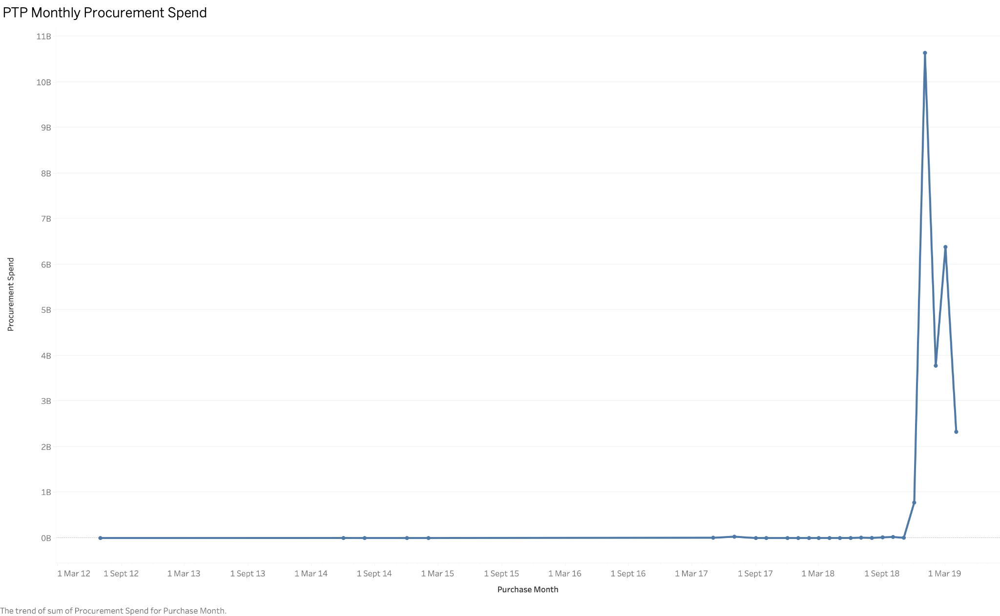 PTP Monthly Procurement Spend
11B
10B
9B
8B
7B
6B
5B
4B
3B
2B
1B
0B
Procurement Spend
1 Mar 12 1 Sept 12 1 Mar 13 1 Sept 13 1 Mar 14 1 Sept 14 1 Mar 15 1 Sept 15 1 Mar 16 1 Sept 16 1 Mar 17 1 Sept 17 1 Mar 18 1 Sept 18 1 Mar 19
Purchase Month
The trend of sum of Procurement Spend for Purchase Month.